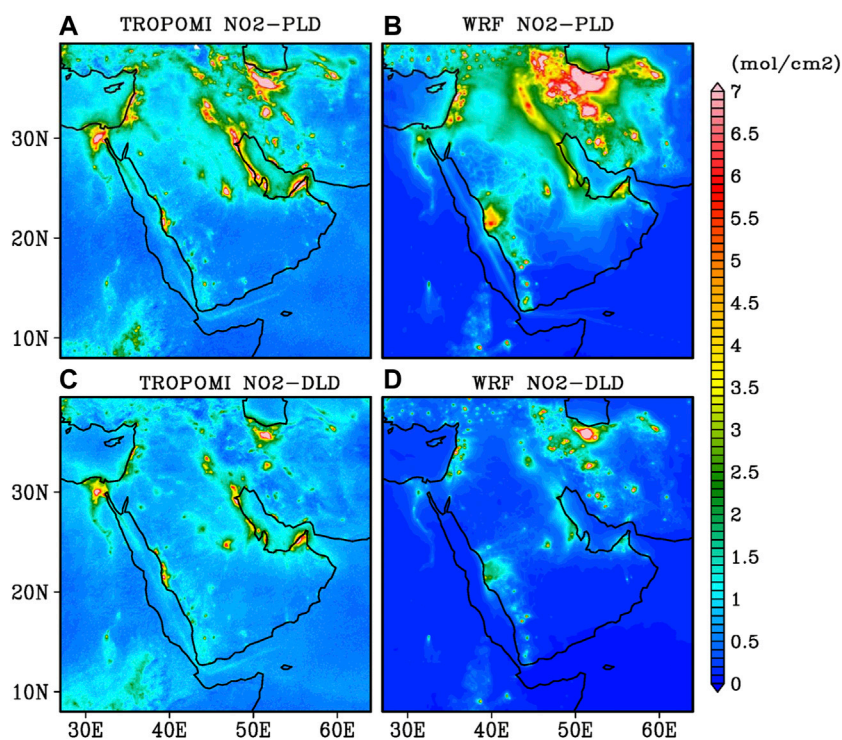 A TROPOMI NO2-PLD
B WRF NO2-PLD
(mol/cm2)
30N
20N
10N
7
6.5
6
5.5
5
4.5
4
3.5
3
2.5
2
1.5
1
0.5
0
C TROPOMI NO2-DLD
D WRF NO2-DLD
30N
20N
10N
30E 40E 50E 60E
30E 40E 50E 60E